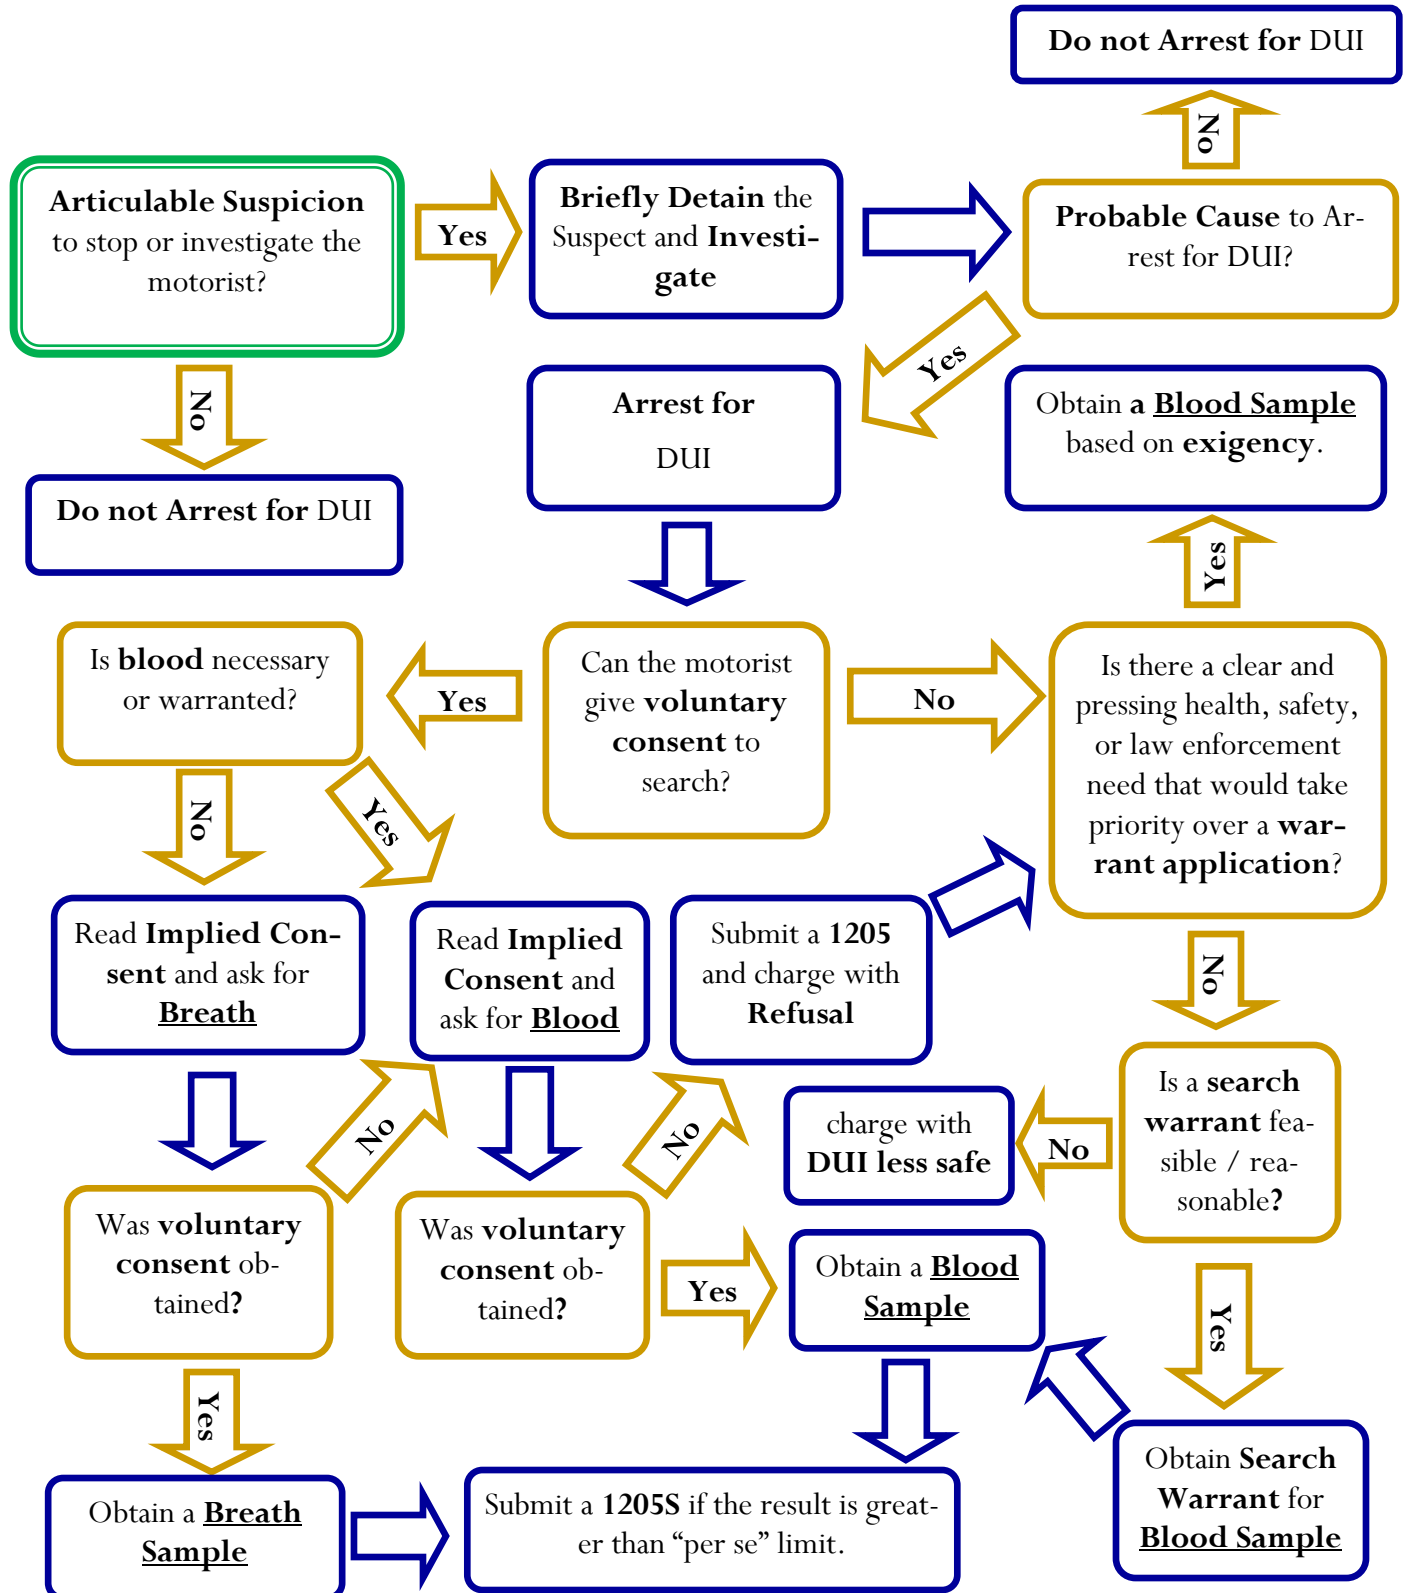 Do not Arrest for DUI
No
Articulable Suspicion
to stop or investigate the
motorist?
Yes
Briefly Detain the
Suspect and Investi-
gate
Probable Cause to Ar-
rest for DUI?
Yes
No
Arrest for
DUI
Obtain a Blood Sample
based on exigency.
Do not Arrest for DUI
Yes
Is blood necessary
or warranted?
Yes
Can the motorist
give voluntary
consent to
search?
No
Is there a clear and
pressing health, safety,
or law enforcement
need that would take
priority over a war-
rant application?
No
Yes
Read Implied Con-
sent and ask for
Breath
Read Implied
Consent and
ask for Blood
Submit a 1205
and charge with
Refusal
No
Is a search
warrant fea-
sible / rea-
sonable?
No
charge with
DUI less safe
No
No
Was voluntary
consent ob-
tained?
Was voluntary
consent ob-
tained?
Yes
Obtain a Blood
Sample
Yes
Yes
Obtain a Breath
Sample
Submit a 1205S if the result is great-
er than “per se” limit.
Obtain Search
Warrant for
Blood Sample